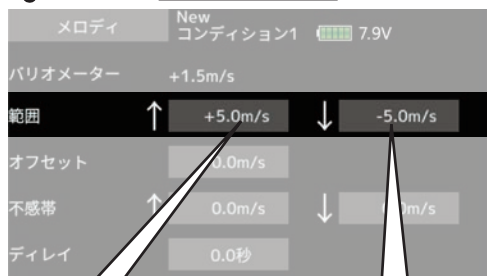 メロディ
New
コンディション1 7.9V
バリオメーター +1.5m/s
範囲 ↑ +5.0m/s ↓ -5.0m/s
オフセット 0.0m/s
不感帯 ↑ 0.0m/s ↓ m/s
ディレイ 0.0秒